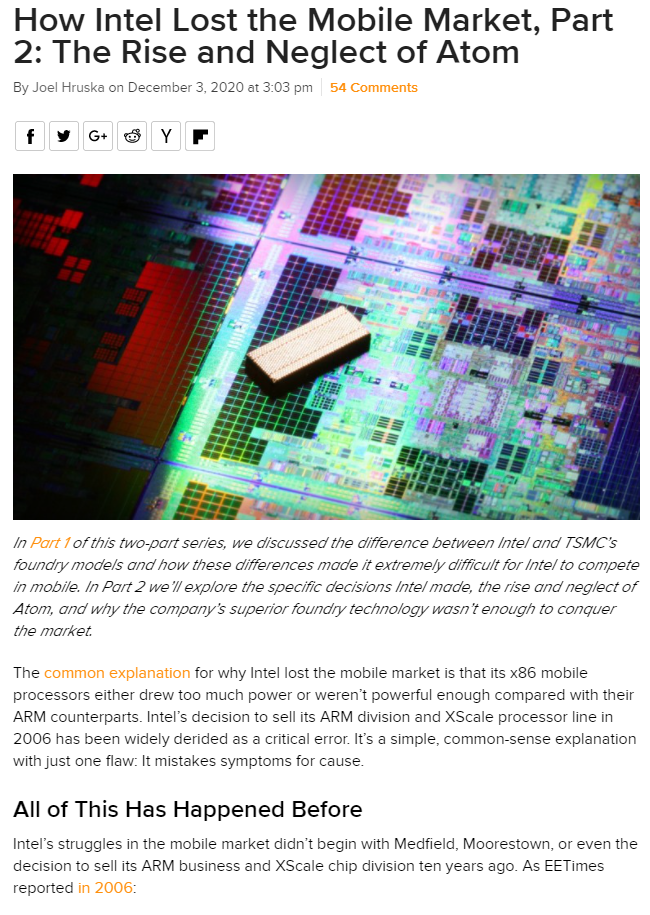 How Intel Lost the Mobile Market, Part
2: The Rise and Neglect of Atom
By Joel Hruska on December 3, 2020 at 3:03 pm 54 Comments
f G+ Y
In Part 1 of this two-part series, we discussed the difference between Intel and TSMC's
foundry models and how these differences made it extremely difficult for Intel to compete
in mobile. In Part 2 we'll explore the specific decisions Intel made, the rise and neglect of
Atom, and why the company's superior foundry technology wasn't enough to conquer
the market.
The common explanation for why Intel lost the mobile market is that its x86 mobile
processors either drew too much power or weren't powerful enough compared with their
ARM counterparts. Intel's decision to sell its ARM division and XScale processor line in
2006 has been widely derided as a critical error. It's a simple, common-sense explanation
with just one flaw: It mistakes symptoms for cause.
All of This Has Happened Before
Intel's struggles in the mobile market didn't begin with Medfield, Moorestown, or even the
decision to sell its ARM business and XScale chip division ten years ago. As EETimes
reported in 2006: